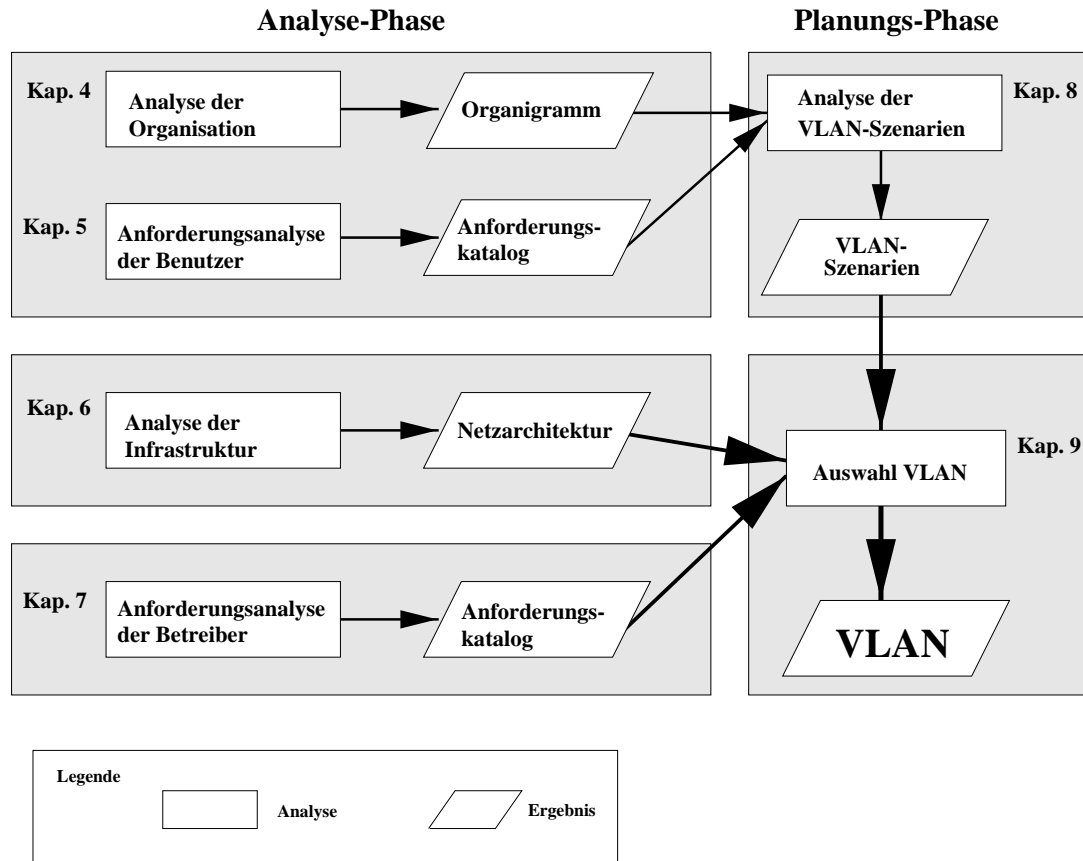 Analyse-Phase
Planungs-Phase
Kap. 4
Analyse der
Organisation
Organigramm
Analyse der
VLAN-Szenarien
Kap. 8
Kap. 5
Anforderungsanalyse
der Benutzer
Anforderungs-
katalog
VLAN-
Szenarien
Kap. 6
Analyse der
Infrastruktur
Netzarchitektur
Auswahl VLAN
Kap. 9
Kap. 7
Anforderungsanalyse
der Betreiber
Anforderungs-
katalog
VLAN
Legende
Analyse
Ergebnis